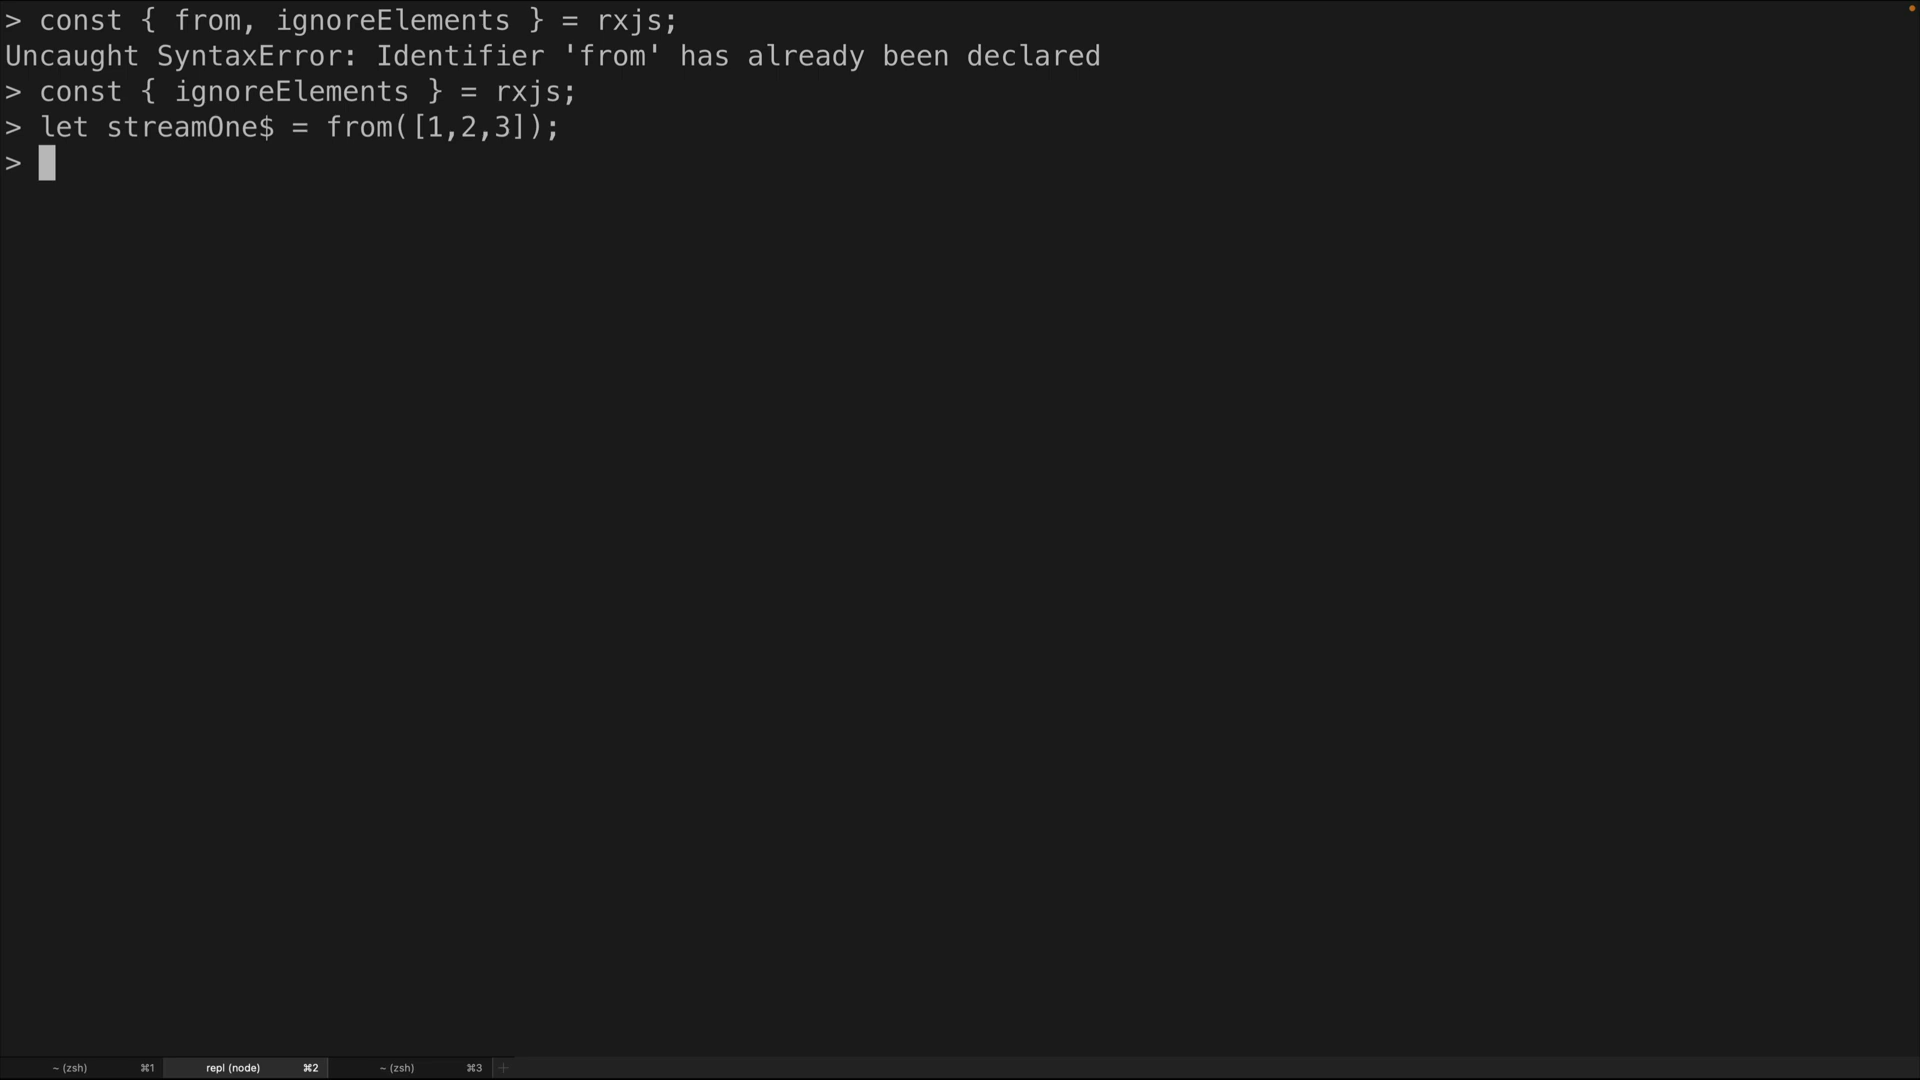 > const { from, ignoreElements } = rxjs;
Uncaught SyntaxError: Identifier 'from' has already been declared
> const { ignoreElements } = rxjs;
> let streamOne$ = from([1,2,3]);
>
~ (zsh) ⌘1 repl (node) ⌘2 ~ (zsh) ⌘3 +